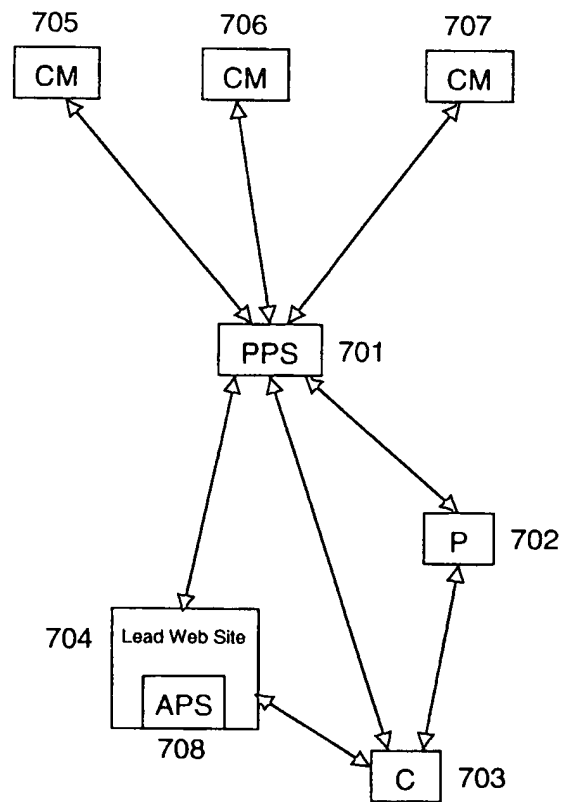 705
706
707
CM
CM
CM
PPS
701
P
702
704
Lead Web Site
APS
708
C
703